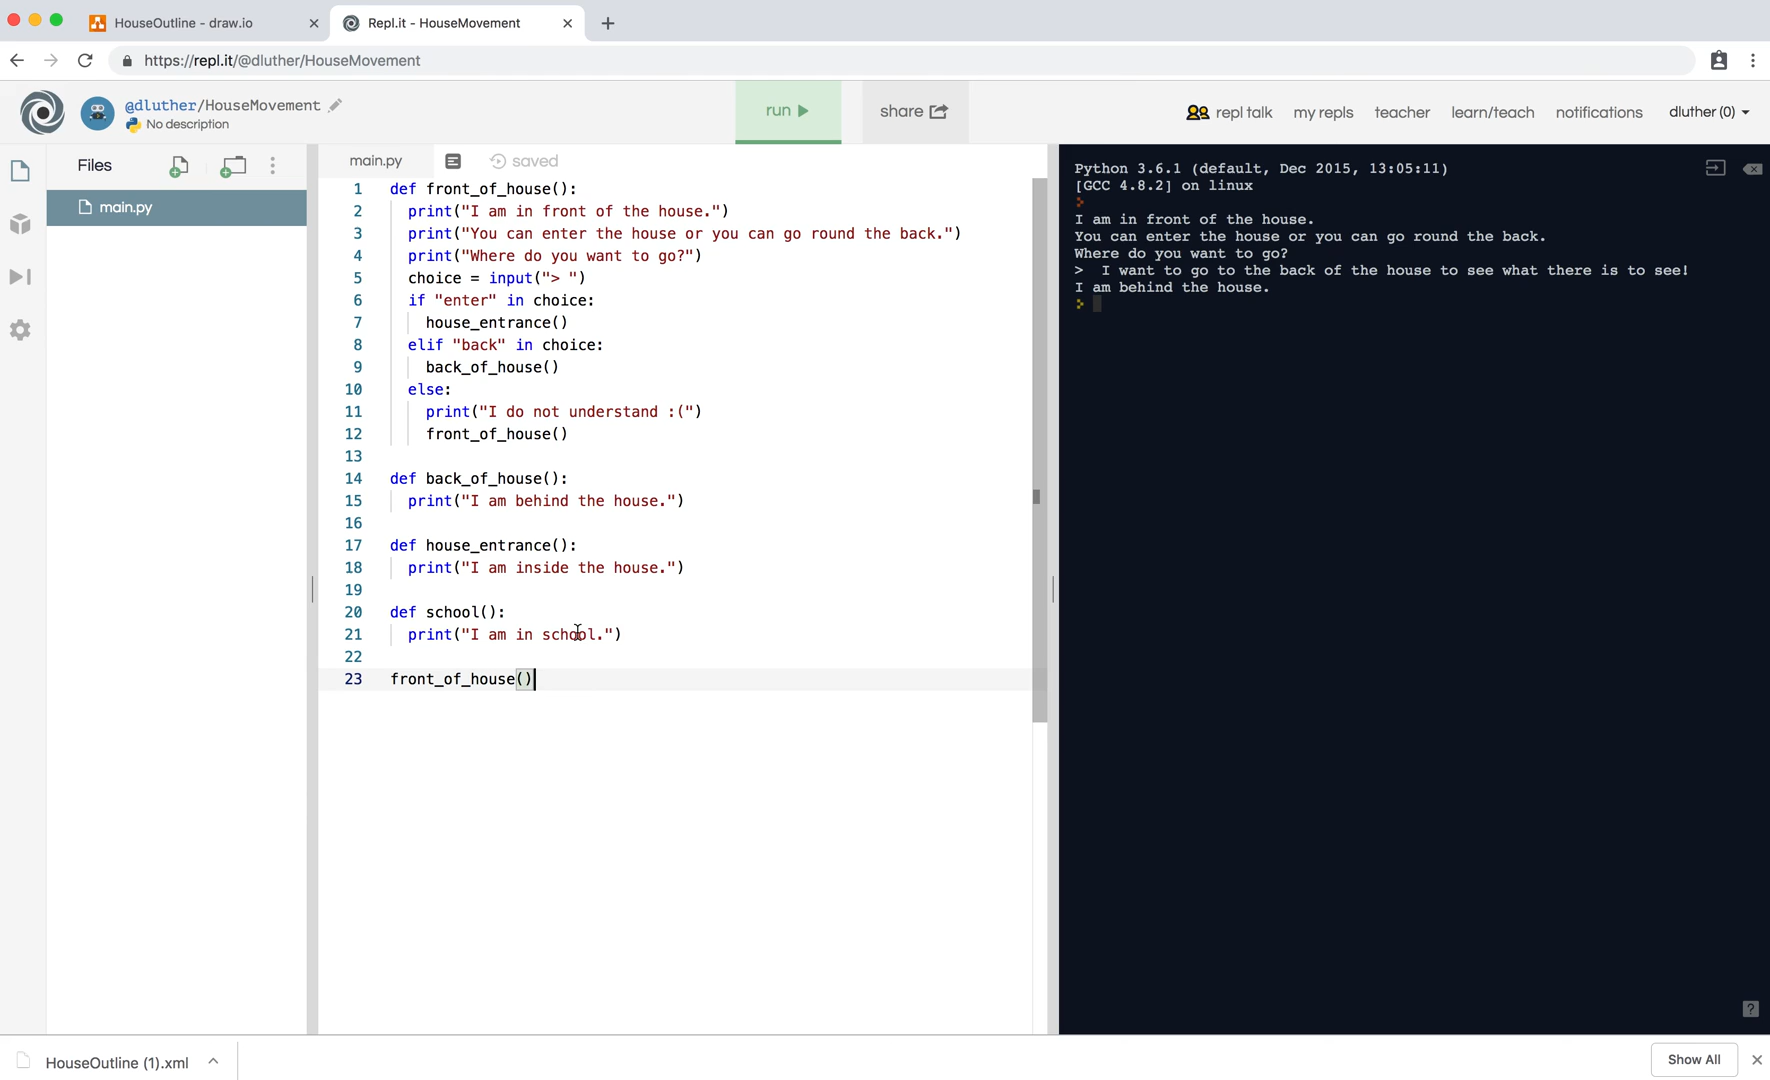 HouseOutline - draw.io
Repl.it - HouseMovement
https://repl.it/@dluther/HouseMovement
@dluther/HouseMovement
No description
run
share
repl talk
my repls
teacher
learn/teach
notifications
dluther (0)
Files
main.py
main.py
saved
1 def front_of_house():
2 print("I am in front of the house.")
3 print("You can enter the house or you can go round the back.")
4 print("Where do you want to go?")
5 choice = input("> ")
6 if "enter" in choice:
7 house_entrance()
8 elif "back" in choice:
9 back_of_house()
10 else:
11 print("I do not understand :(")
12 front_of_house()
13
14 def back_of_house():
15 print("I am behind the house.")
16
17 def house_entrance():
18 print("I am inside the house.")
19
20 def school():
21 print("I am in school.")
22
23 front_of_house()
Python 3.6.1 (default, Dec 2015, 13:05:11)
[GCC 4.8.2] on linux
I am in front of the house.
You can enter the house or you can go round the back.
Where do you want to go?
> I want to go to the back of the house to see what there is to see!
I am behind the house.
?
HouseOutline (1).xml
Show All